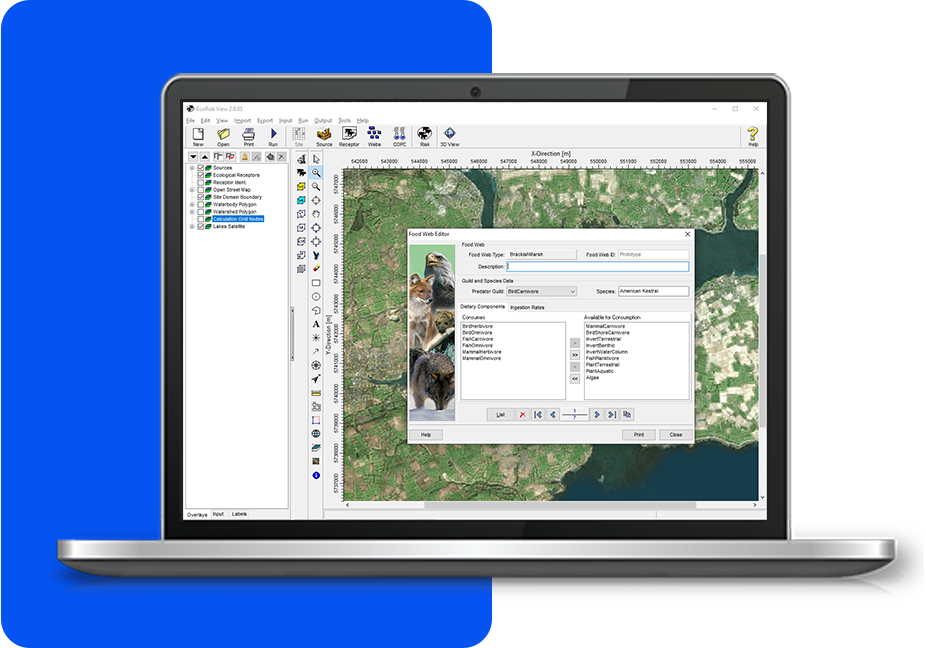 EcoRisk View 2.8.85
File Edit View Import Export Input Run Output Tools Help
New Open Print Run Site Source Receptor Webs COPC Risk 3D View Help
X-Direction [m]
542000 543000 544000 545000 546000 547000 548000 549000 550000 551000 552000 553000 554000 555000
Sources
Ecological Receptors
Receptor Ident.
Open Street Map
Site Domain Boundary
Waterbody Polygon
Watershed Polygon
Calculation Grid Nodes
Lakes Satellite
Y-Direction [m]
Food Web Editor
Food Web
Food Web Type: BrackishMarsh Food Web ID: Prototype
Description:
Guild and Species Data
Predator Guild: BirdCarnivore Species: American Kestral
Dietary Components Ingestion Rates
Consumes
BirdHerbivore
BirdOmnivore
FishCarnivore
FishOmnivore
MammalHerbivore
MammalOmnivore
Available for Consumption
MammalCarnivore
BirdShoreCarnivore
InvertTerrestrial
InvertBenthic
InvertWaterColumn
FishPlanktivore
PlantTerrestrial
PlantAquatic
Algae
>
>>
<
<<
List
Help Print Close
Overlays Input Labels